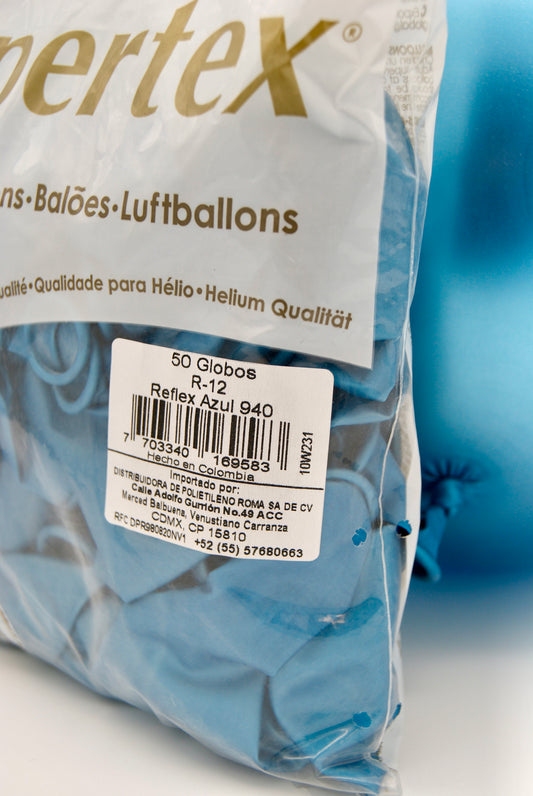 pertex®
ns•Balões•Luftballons
ualité•Qualidade para Hélio•Helium Qualität
50 Globos
R-12
Reflex Azul 940
7 703340 169583
10W231
Hecho en Colombia
Importado por:
DISTRIBUIDORA DE POLIETILENO ROMA SA DE CV
Calle Adolfo Gurrión No.49 ACC
Merced Balbuena, Venustiano Carranza
CDMX, CP 15810
RFC DPR980820NV1 +52 (55) 57680663